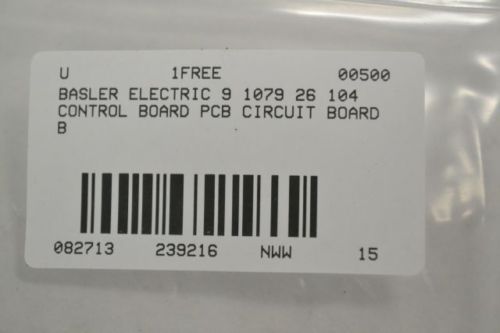 U 1FREE 00500
BASLER ELECTRIC 9 1079 26 104
CONTROL BOARD PCB CIRCUIT BOARD
B
082713 239216 NWW 15